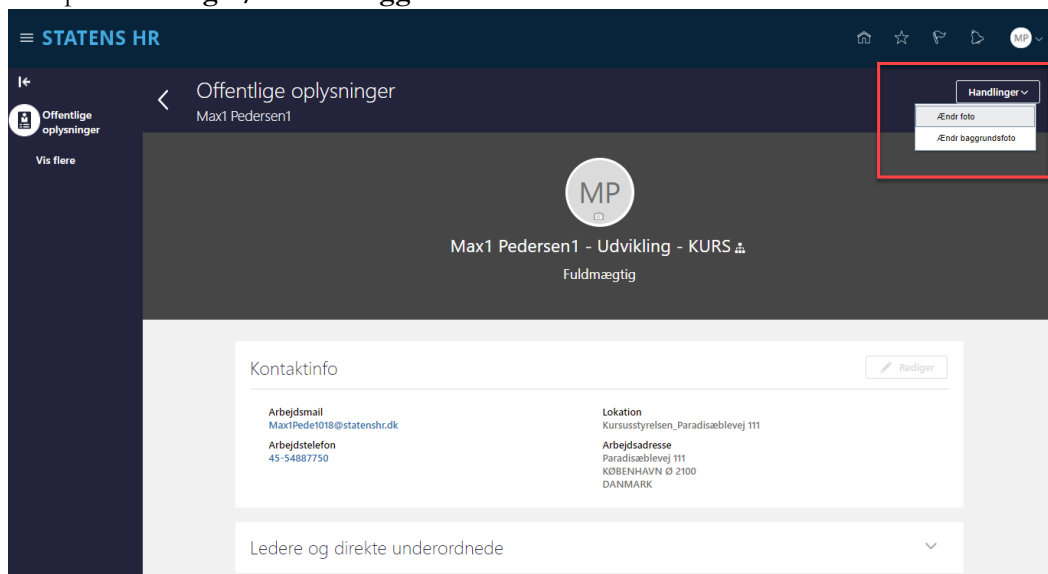 STATENS HR
MP
Offentlige oplysninger
Max1 Pedersen1
Handlinger
Ændr foto
Ændr baggrundsfoto
Offentlige
oplysninger
Vis flere
MP
Max1 Pedersen1 - Udvikling - KURS
Fuldmægtig
Kontaktinfo
Rediger
Arbejdsmail
Max1Pede1018@statenshr.dk
Arbejdstelefon
45-54887750
Lokation
Kursusstyrelsen_Paradisæblevej 111
Arbejdsadresse
Paradisæblevej 111
KØBENHAVN Ø 2100
DANMARK
Ledere og direkte underordnede